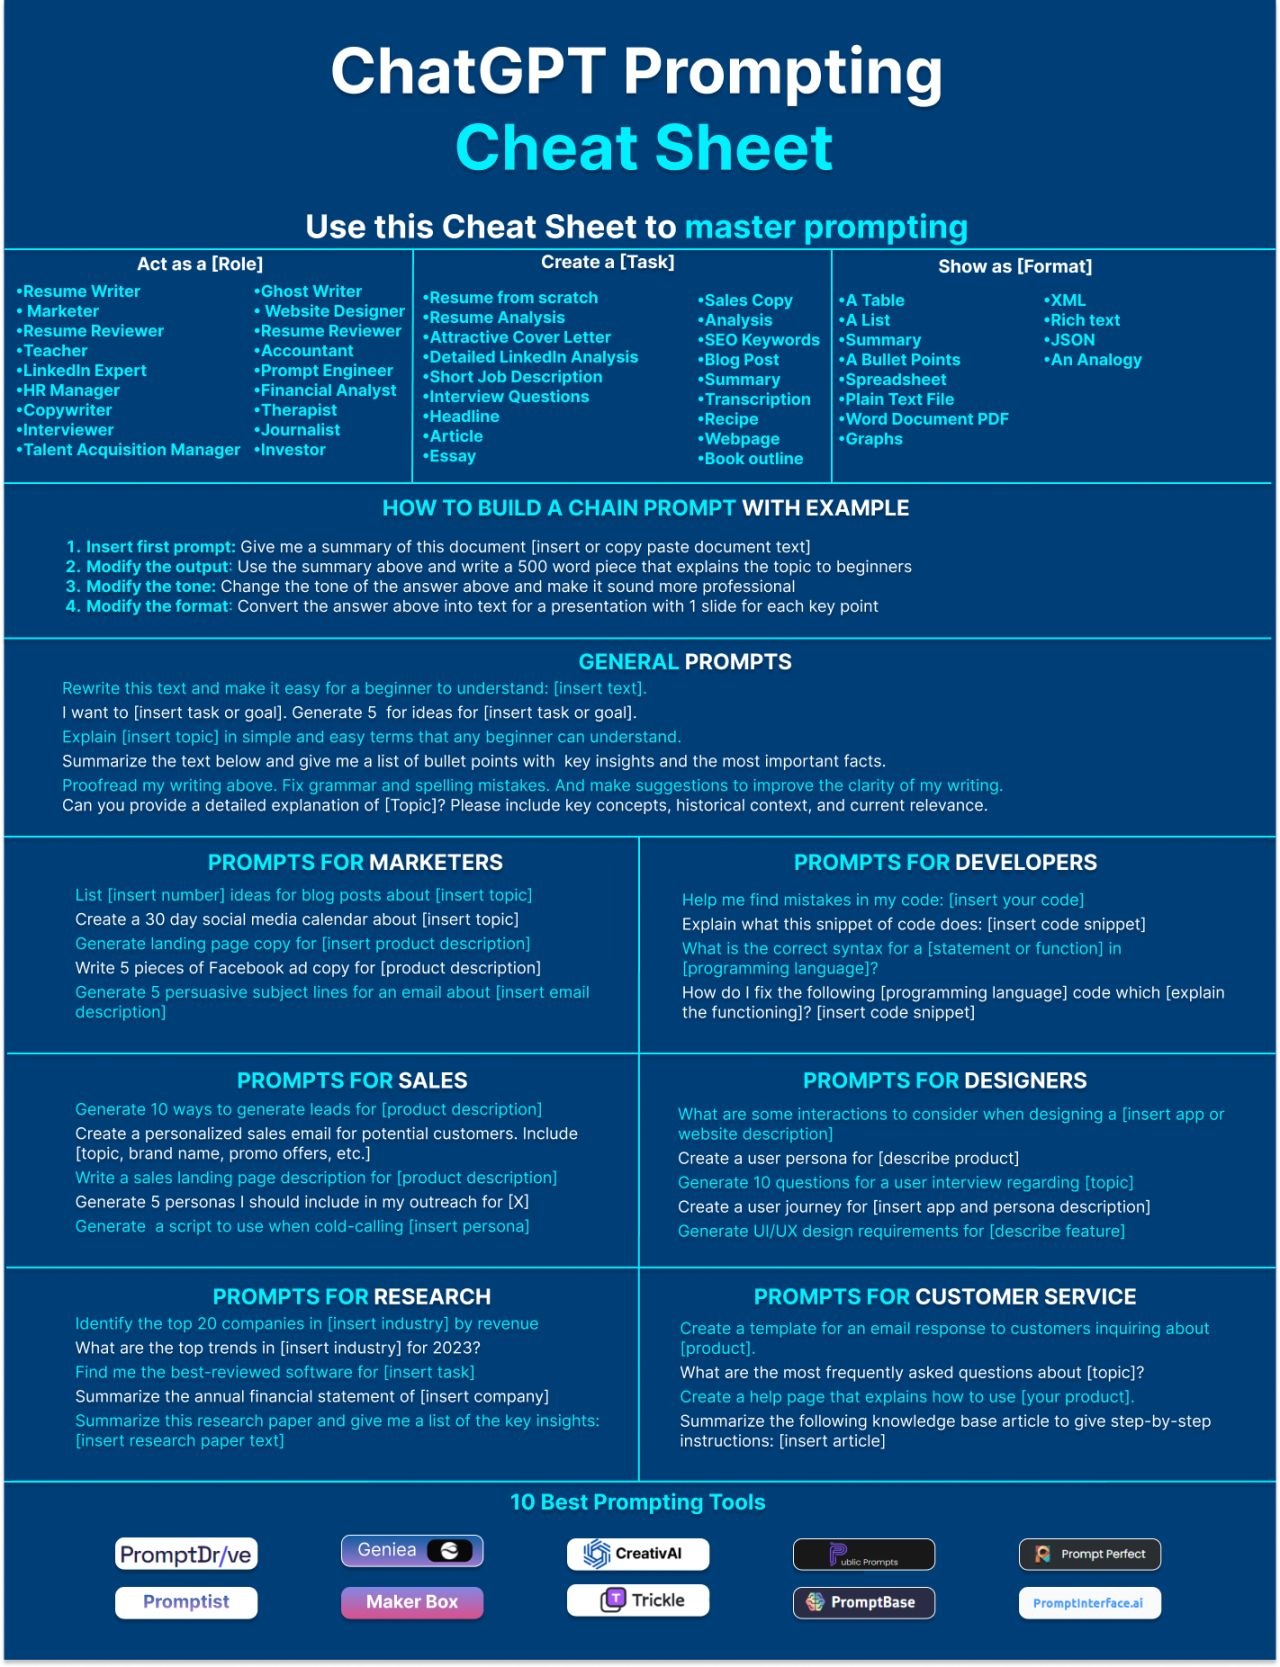 ChatGPT Prompting
Cheat Sheet
Use this Cheat Sheet to master prompting
Act as a [Role]
•Resume Writer
• Marketer
•Resume Reviewer
•Teacher
•LinkedIn Expert
•HR Manager
•Copywriter
•Interviewer
•Talent Acquisition Manager
•Ghost Writer
• Website Designer
•Resume Reviewer
•Accountant
•Prompt Engineer
•Financial Analyst
•Therapist
•Journalist
•Investor
Create a [Task]
•Resume from scratch
•Resume Analysis
•Attractive Cover Letter
•Detailed LinkedIn Analysis
•Short Job Description
•Interview Questions
•Headline
•Article
•Essay
•Sales Copy
•Analysis
•SEO Keywords
•Blog Post
•Summary
•Transcription
•Recipe
•Webpage
•Book outline
Show as [Format]
•A Table
•A List
•Summary
•A Bullet Points
•Spreadsheet
•Plain Text File
•Word Document PDF
•Graphs
•XML
•Rich text
•JSON
•An Analogy
HOW TO BUILD A CHAIN PROMPT WITH EXAMPLE
1. Insert first prompt: Give me a summary of this document [insert or copy paste document text]
2. Modify the output: Use the summary above and write a 500 word piece that explains the topic to beginners
3. Modify the tone: Change the tone of the answer above and make it sound more professional
4. Modify the format: Convert the answer above into text for a presentation with 1 slide for each key point
GENERAL PROMPTS
Rewrite this text and make it easy for a beginner to understand: [insert text].
I want to [insert task or goal]. Generate 5  for ideas for [insert task or goal].
Explain [insert topic] in simple and easy terms that any beginner can understand.
Summarize the text below and give me a list of bullet points with  key insights and the most important facts.
Proofread my writing above. Fix grammar and spelling mistakes. And make suggestions to improve the clarity of my writing.
Can you provide a detailed explanation of [Topic]? Please include key concepts, historical context, and current relevance.
PROMPTS FOR MARKETERS
List [insert number] ideas for blog posts about [insert topic]
Create a 30 day social media calendar about [insert topic]
Generate landing page copy for [insert product description]
Write 5 pieces of Facebook ad copy for [product description]
Generate 5 persuasive subject lines for an email about [insert email
description]
PROMPTS FOR DEVELOPERS
Help me find mistakes in my code: [insert your code]
Explain what this snippet of code does: [insert code snippet]
What is the correct syntax for a [statement or function] in
[programming language]?
How do I fix the following [programming language] code which [explain
the functioning]? [insert code snippet]
PROMPTS FOR SALES
Generate 10 ways to generate leads for [product description]
Create a personalized sales email for potential customers. Include
[topic, brand name, promo offers, etc.]
Write a sales landing page description for [product description]
Generate 5 personas I should include in my outreach for [X]
Generate  a script to use when cold-calling [insert persona]
PROMPTS FOR DESIGNERS
What are some interactions to consider when designing a [insert app or
website description]
Create a user persona for [describe product]
Generate 10 questions for a user interview regarding [topic]
Create a user journey for [insert app and persona description]
Generate UI/UX design requirements for [describe feature]
PROMPTS FOR RESEARCH
Identify the top 20 companies in [insert industry] by revenue
What are the top trends in [insert industry] for 2023?
Find me the best-reviewed software for [insert task]
Summarize the annual financial statement of [insert company]
Summarize this research paper and give me a list of the key insights:
[insert research paper text]
PROMPTS FOR CUSTOMER SERVICE
Create a template for an email response to customers inquiring about
[product].
What are the most frequently asked questions about [topic]?
Create a help page that explains how to use [your product].
Summarize the following knowledge base article to give step-by-step
instructions: [insert article]
10 Best Prompting Tools
PromptDr/ve
Geniea
CreativAI
Public Prompts
Prompt Perfect
Promptist
Maker Box
Trickle
PromptBase
PromptInterface.ai